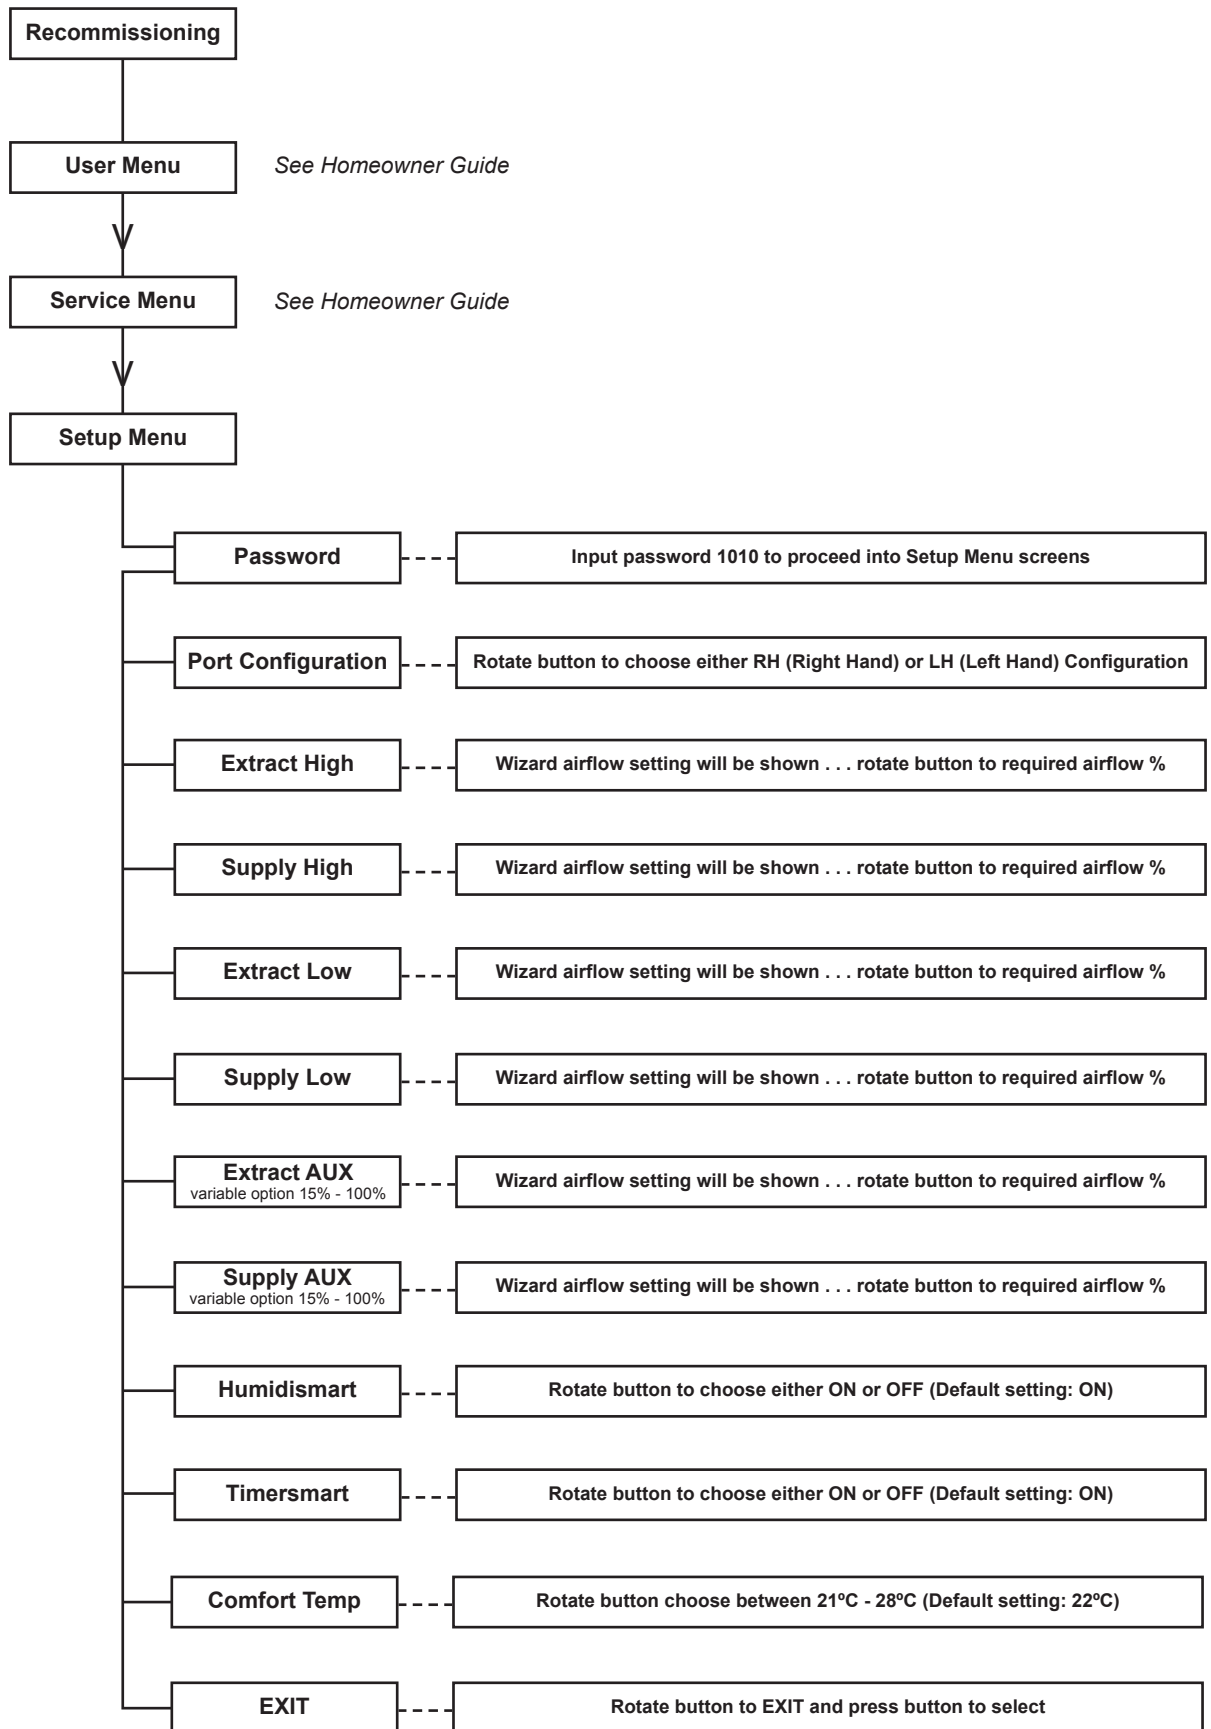 Recommissioning
User Menu
See Homeowner Guide
Service Menu
See Homeowner Guide
Setup Menu
Password
Input password 1010 to proceed into Setup Menu screens
Port Configuration
Rotate button to choose either RH (Right Hand) or LH (Left Hand) Configuration
Extract High
Wizard airflow setting will be shown . . . rotate button to required airflow %
Supply High
Wizard airflow setting will be shown . . . rotate button to required airflow %
Extract Low
Wizard airflow setting will be shown . . . rotate button to required airflow %
Supply Low
Wizard airflow setting will be shown . . . rotate button to required airflow %
Extract AUX
variable option 15% - 100%
Wizard airflow setting will be shown . . . rotate button to required airflow %
Supply AUX
variable option 15% - 100%
Wizard airflow setting will be shown . . . rotate button to required airflow %
Humidismart
Rotate button to choose either ON or OFF (Default setting: ON)
Timersmart
Rotate button to choose either ON or OFF (Default setting: ON)
Comfort Temp
Rotate button choose between 21ºC - 28ºC (Default setting: 22ºC)
EXIT
Rotate button to EXIT and press button to select